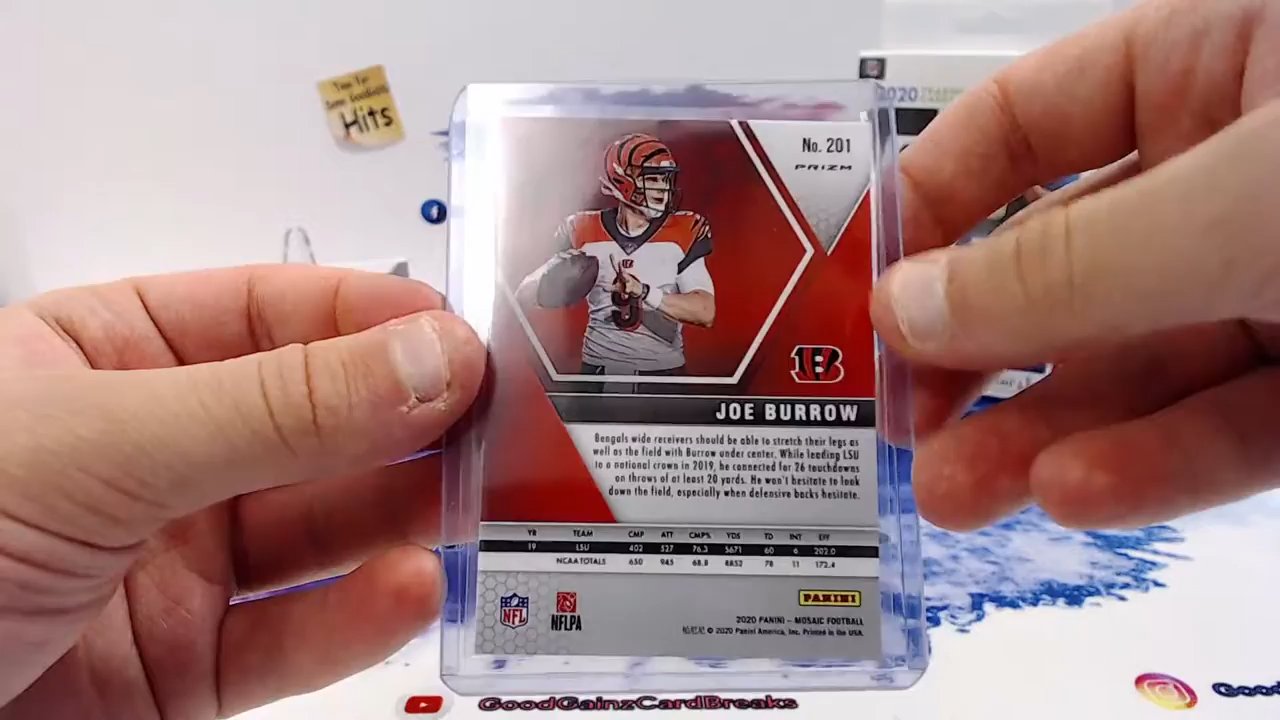 Hits
2020
No. 201
PRIZM
9
B
JOE BURROW
Bengals wide receivers should be able to stretch their legs as
well as the field with Burrow under center. While leading LSU
to a national crown in 2019, he connected for 26 touchdowns
on throws of at least 20 yards. He won't hesitate to look
down the field, especially when defensive backs hesitate.
YR TEAM CMP ATT CMP% YDS TD INT EFF
19 LSU 402 527 76.3 5671 60 6 202.0
NCAA TOTALS 650 945 68.8 8852 78 11 172.4
PANINI
NFL
NFLPA
2020 PANINI – MOSAIC FOOTBALL
© 2020 Panini America, Inc. Printed in the USA.
GoodGainzCardBreaks